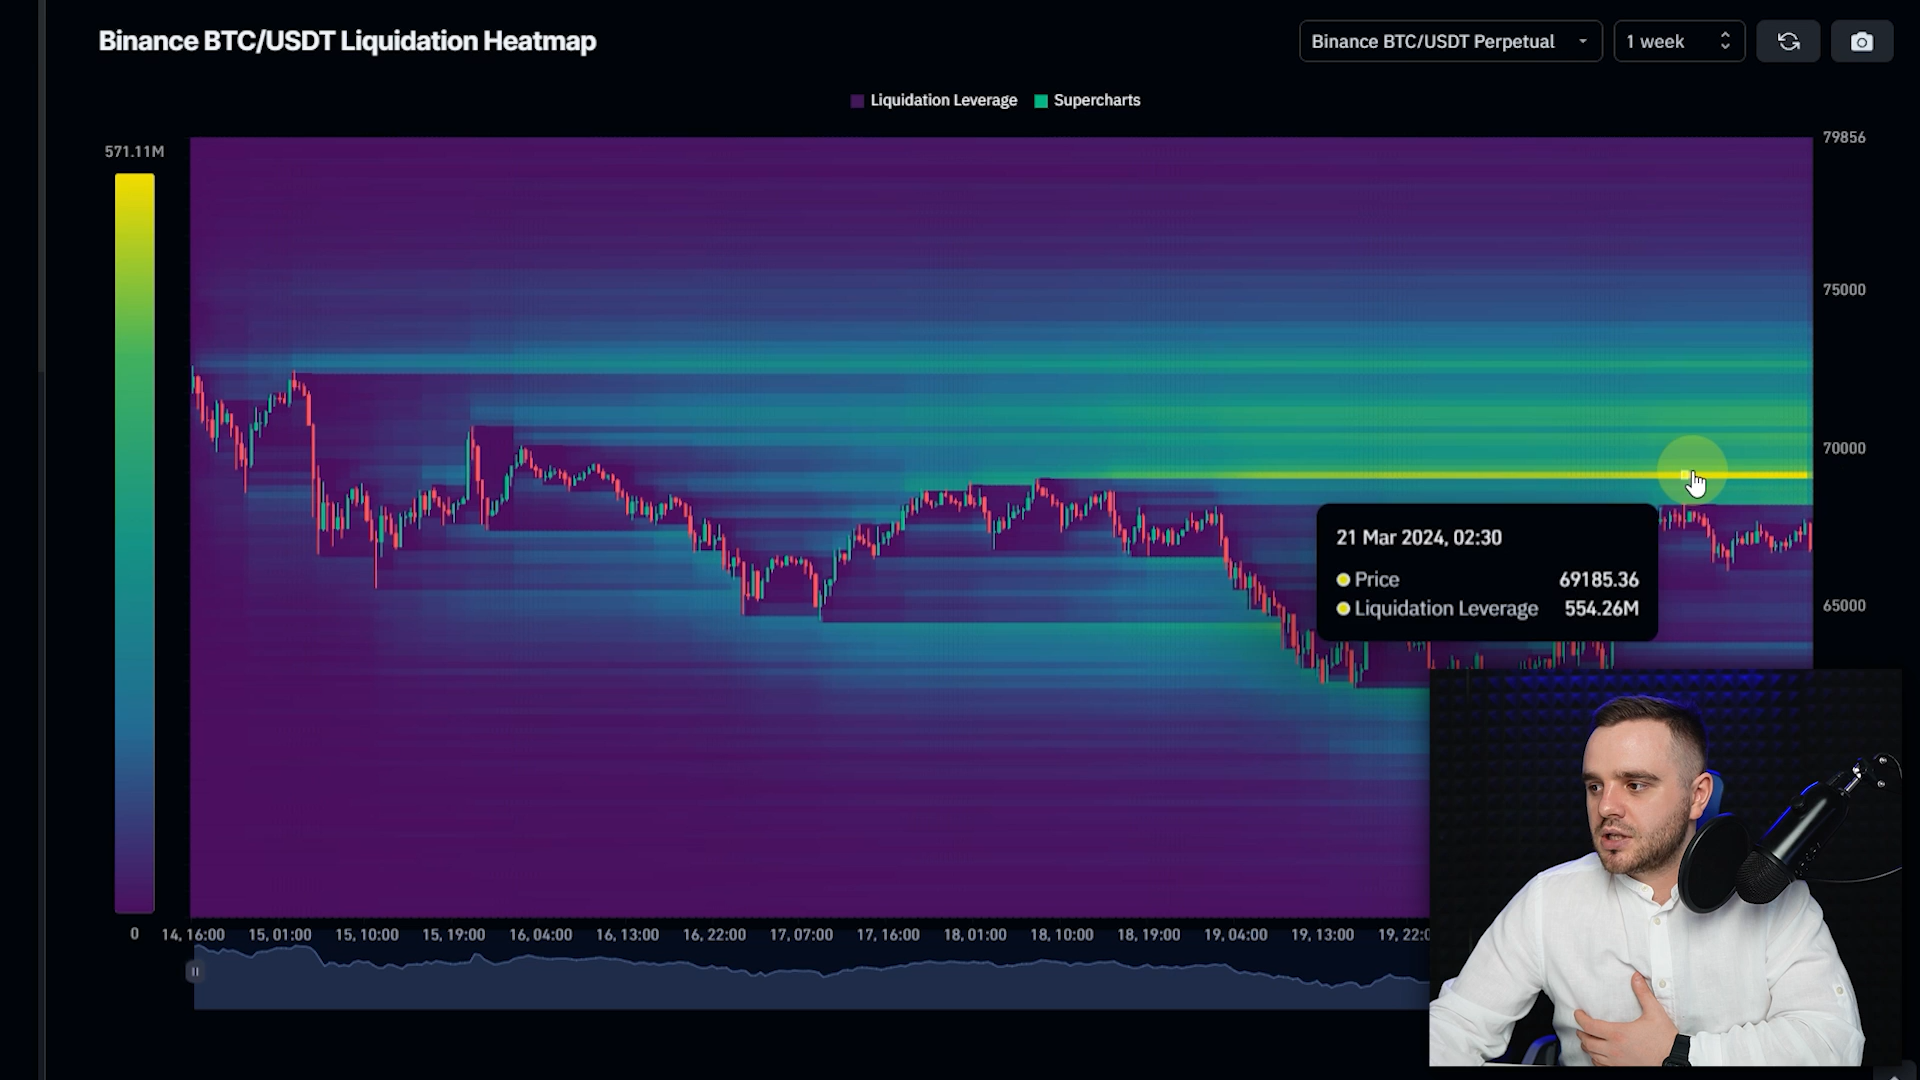 Binance BTC/USDT Liquidation Heatmap
Binance BTC/USDT Perpetual
1 week
Liquidation Leverage
Supercharts
571.11M
79856
75000
70000
65000
21 Mar 2024, 02:30
Price 69185.36
Liquidation Leverage 554.26M
0
14, 16:00 15, 01:00 15, 10:00 15, 19:00 16, 04:00 16, 13:00 16, 22:00 17, 07:00 17, 16:00 18, 01:00 18, 10:00 18, 19:00 19, 04:00 19, 13:00